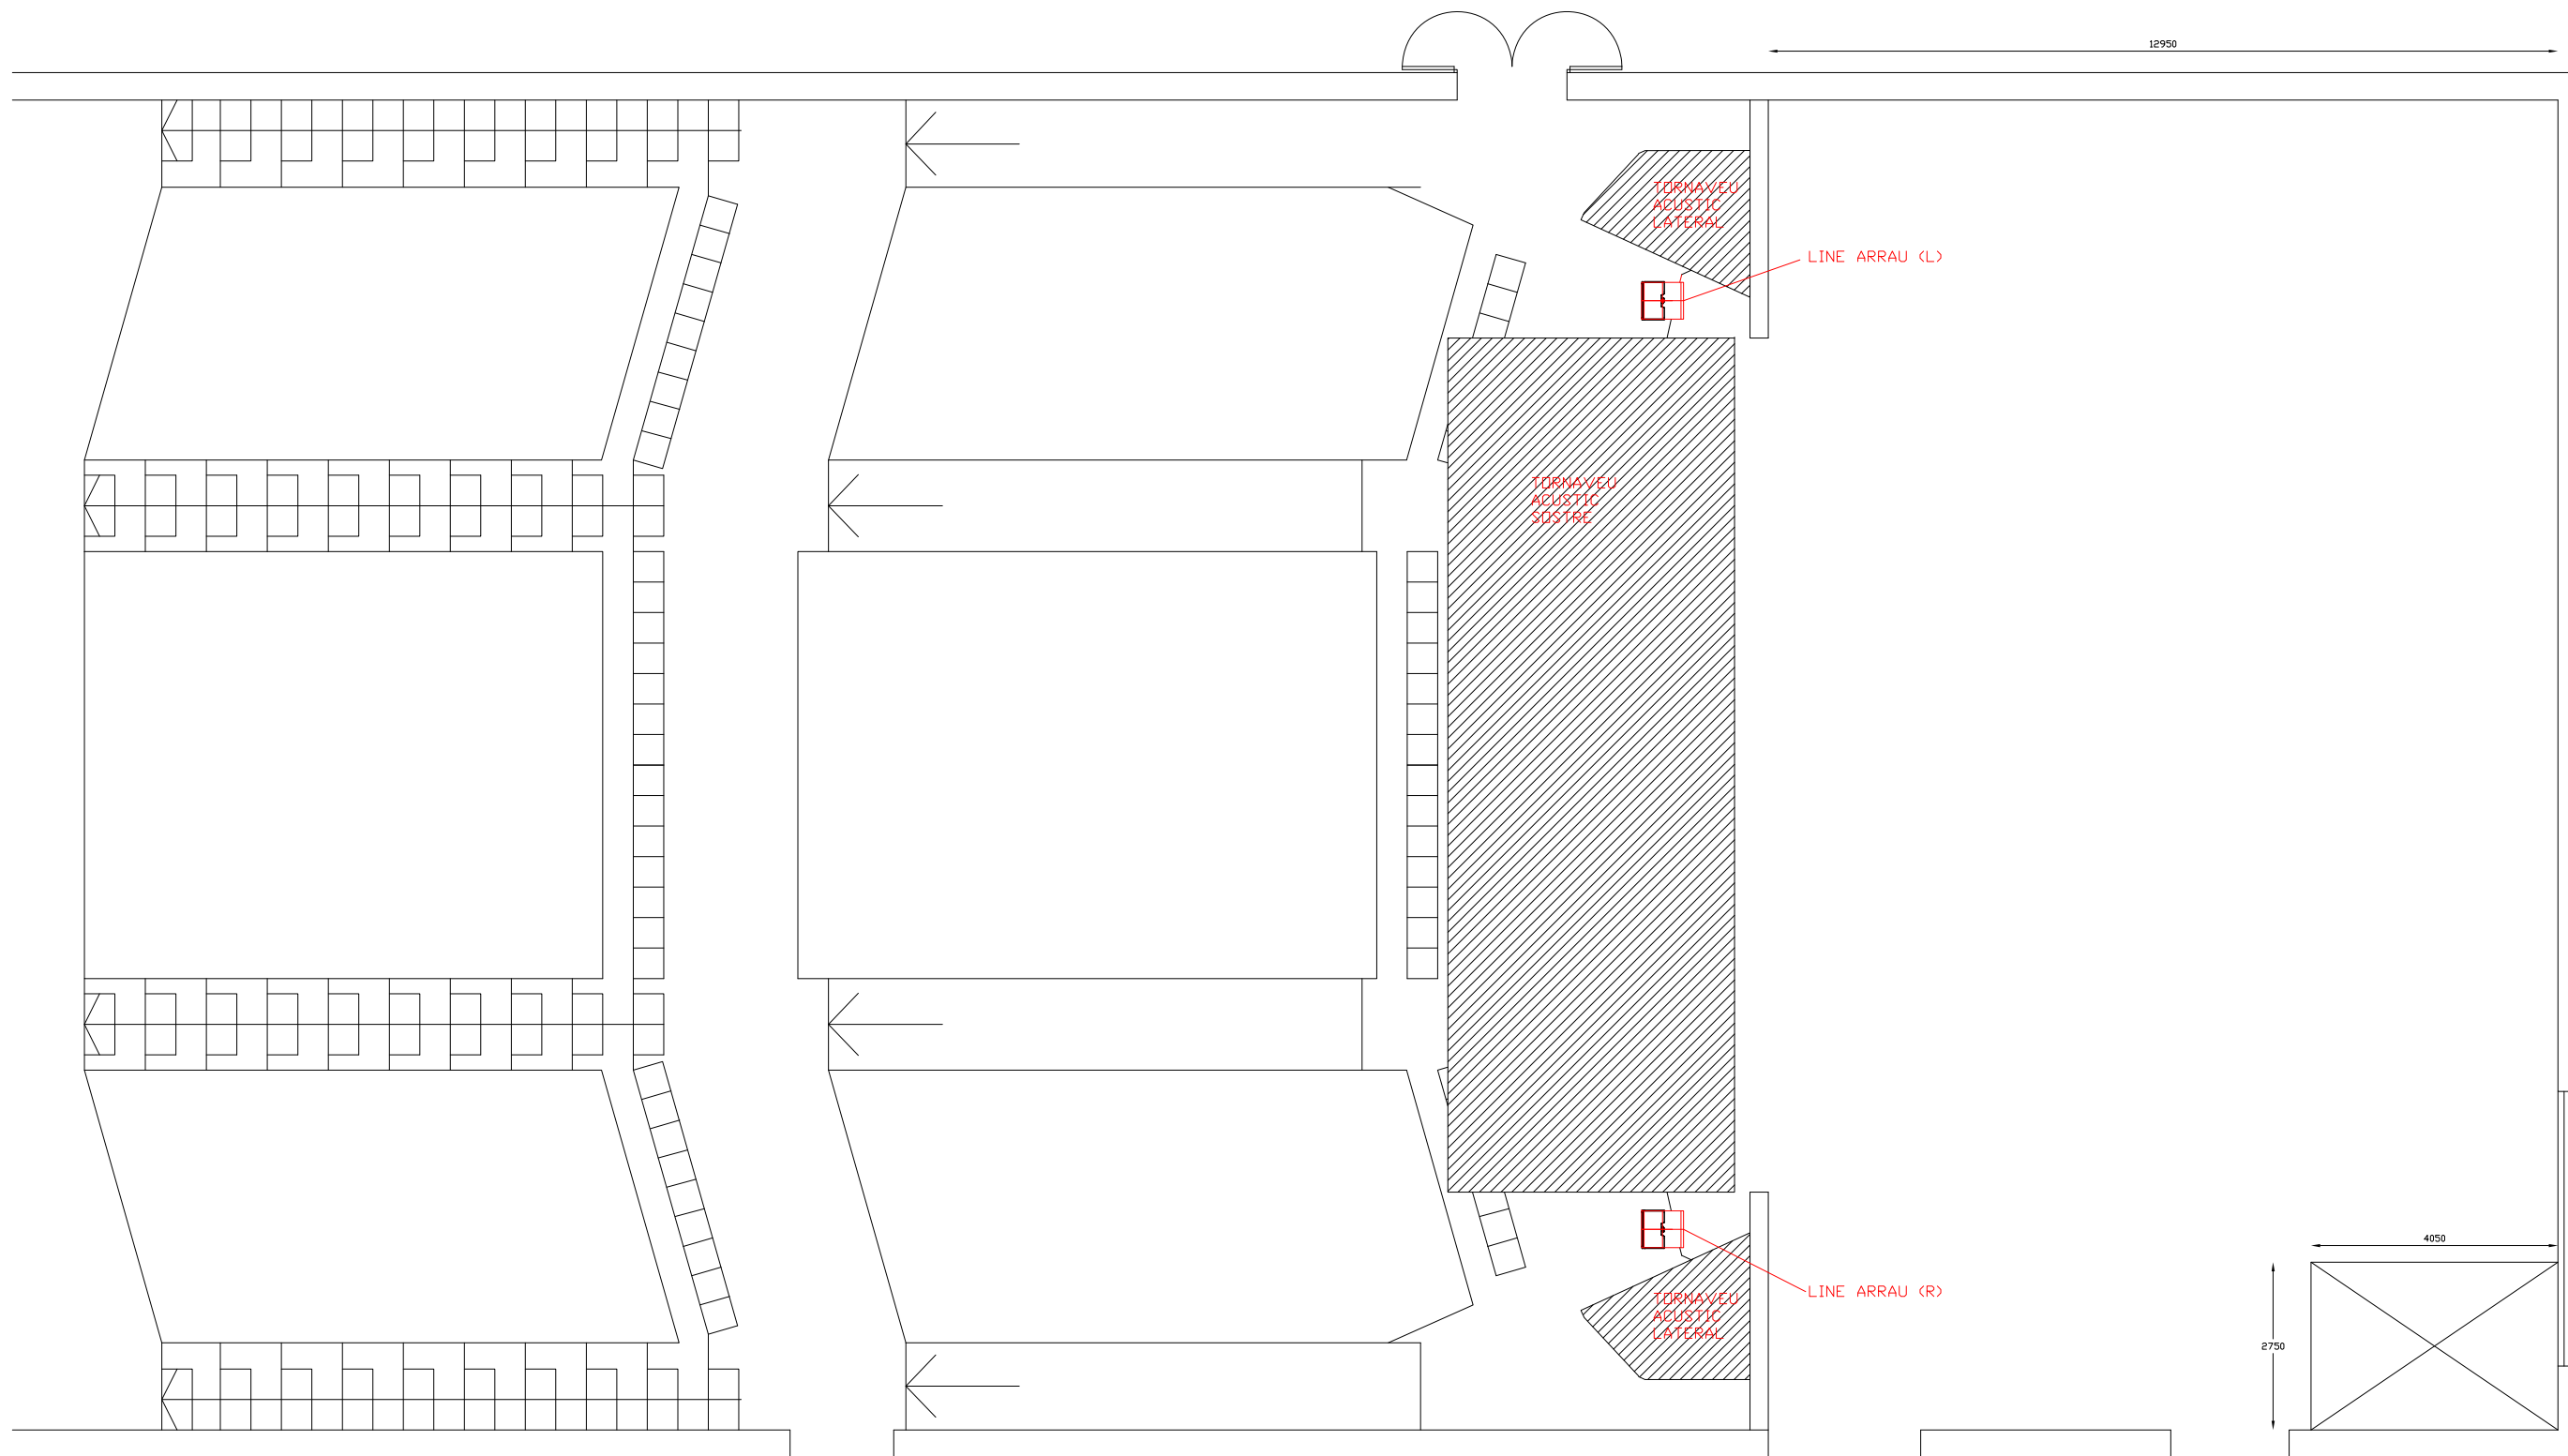 12950
TORNAVEU
ACUSTIC
LATERAL
LINE ARRAU (L)
TORNAVEU
ACUSTIC
SOSTRE
4050
LINE ARRAU (R)
TORNAVEU
ACUSTIC
LATERAL
2750